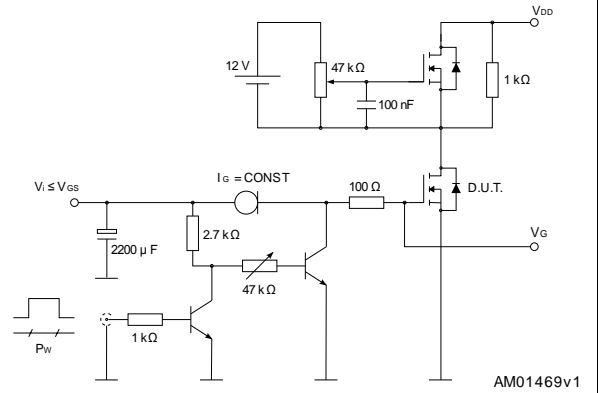 VDD
12 V
47 kΩ
1 kΩ
100 nF
Vi ≤ VGS
IG = CONST
100 Ω
D.U.T.
2200 µF
2.7 kΩ
VG
47 kΩ
1 kΩ
PW
AM01469v1